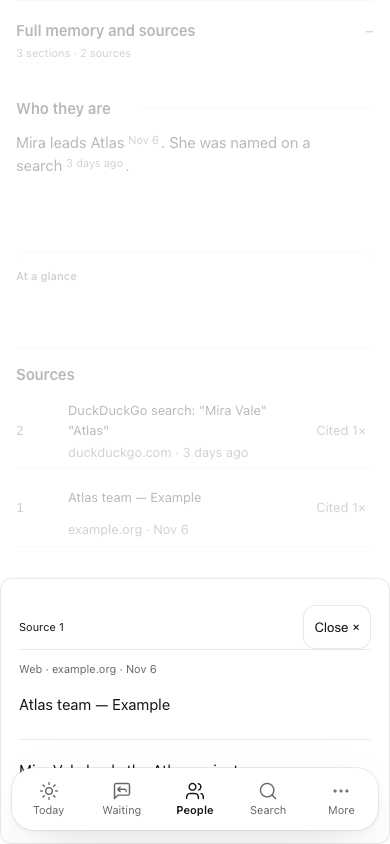 Full memory and sources –
3 sections · 2 sources
Who they are
Mira leads Atlas Nov 6. She was named on a
search 3 days ago.
At a glance
Sources
DuckDuckGo search: "Mira Vale"
2 "Atlas" Cited 1×
duckduckgo.com · 3 days ago
Atlas team — Example
1 Cited 1×
example.org · Nov 6
Source 1 Close ×
Web · example.org · Nov 6
Atlas team — Example
Today Waiting People Search More